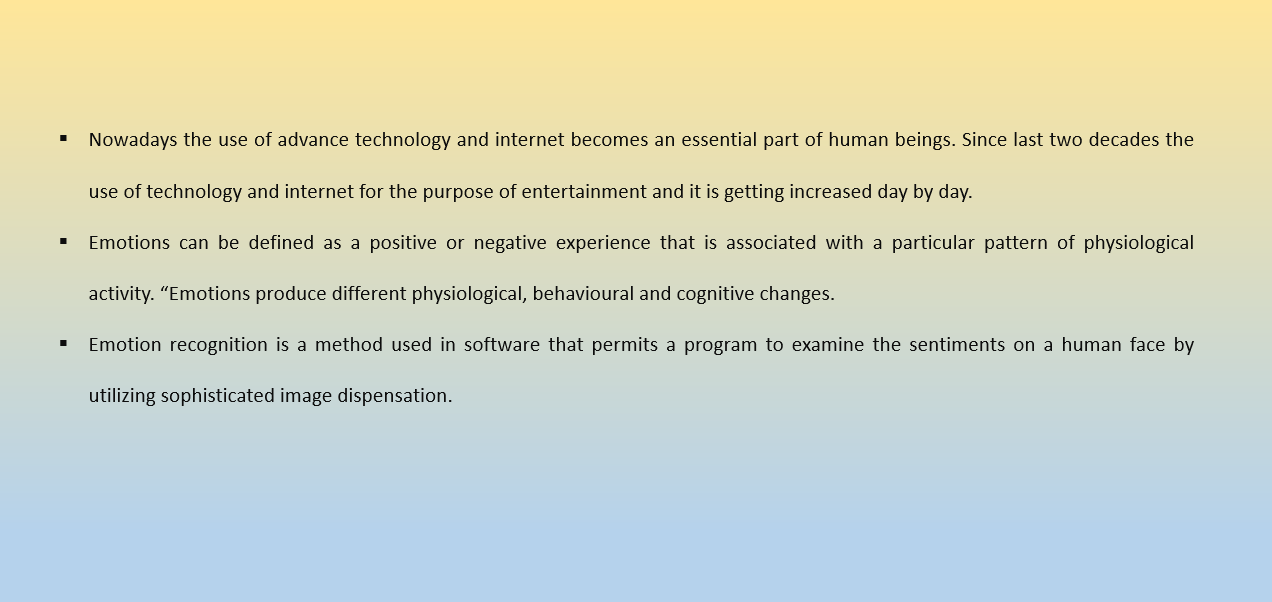 ▪ Nowadays the use of advance technology and internet becomes an essential part of human beings. Since last two decades the
use of technology and internet for the purpose of entertainment and it is getting increased day by day.
▪ Emotions can be defined as a positive or negative experience that is associated with a particular pattern of physiological
activity. “Emotions produce different physiological, behavioural and cognitive changes.
▪ Emotion recognition is a method used in software that permits a program to examine the sentiments on a human face by
utilizing sophisticated image dispensation.